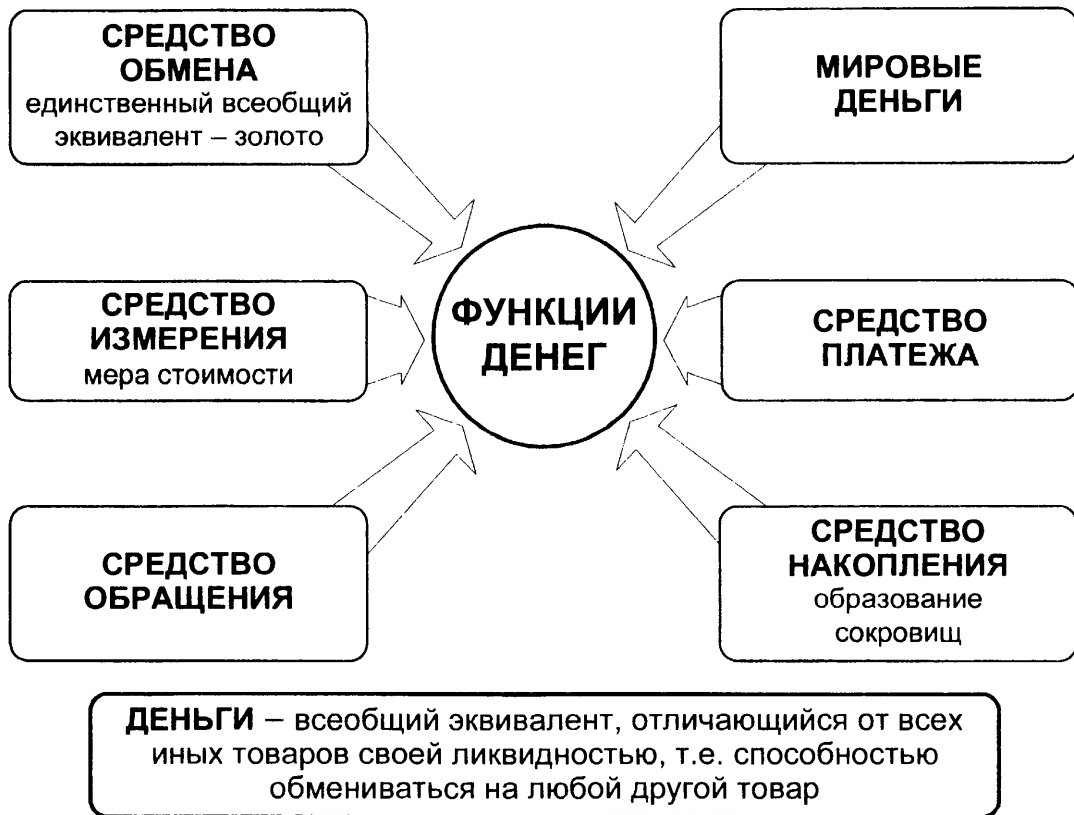 СРЕДСТВО
ОБМЕНА
единственный всеобщий
эквивалент – золото
МИРОВЫЕ
ДЕНЬГИ
СРЕДСТВО
ИЗМЕРЕНИЯ
мера стоимости
ФУНКЦИИ
ДЕНЕГ
СРЕДСТВО
ПЛАТЕЖА
СРЕДСТВО
ОБРАЩЕНИЯ
СРЕДСТВО
НАКОПЛЕНИЯ
образование
сокровищ
ДЕНЬГИ – всеобщий эквивалент, отличающийся от всех
иных товаров своей ликвидностью, т.е. способностью
обмениваться на любой другой товар